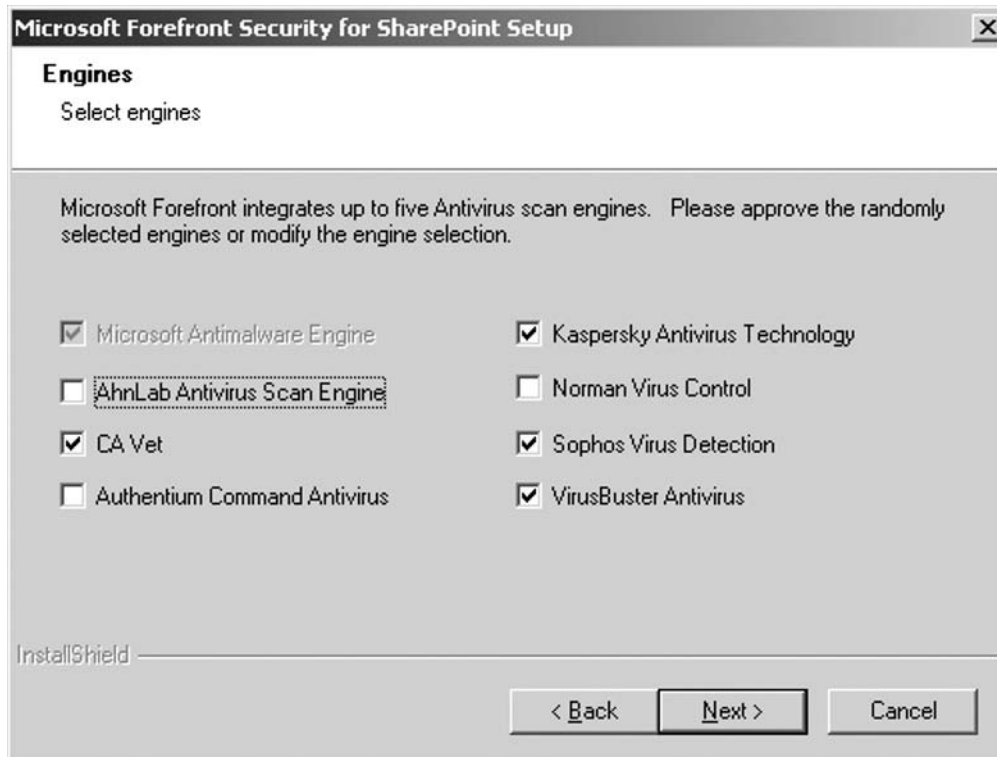 Microsoft Forefront Security for SharePoint Setup
Engines
Select engines
Microsoft Forefront integrates up to five Antivirus scan engines. Please approve the randomly
selected engines or modify the engine selection.
Microsoft Antimalware Engine
AhnLab Antivirus Scan Engine
CA Vet
Authentium Command Antivirus
Kaspersky Antivirus Technology
Norman Virus Control
Sophos Virus Detection
VirusBuster Antivirus
InstallShield
< Back
Next >
Cancel